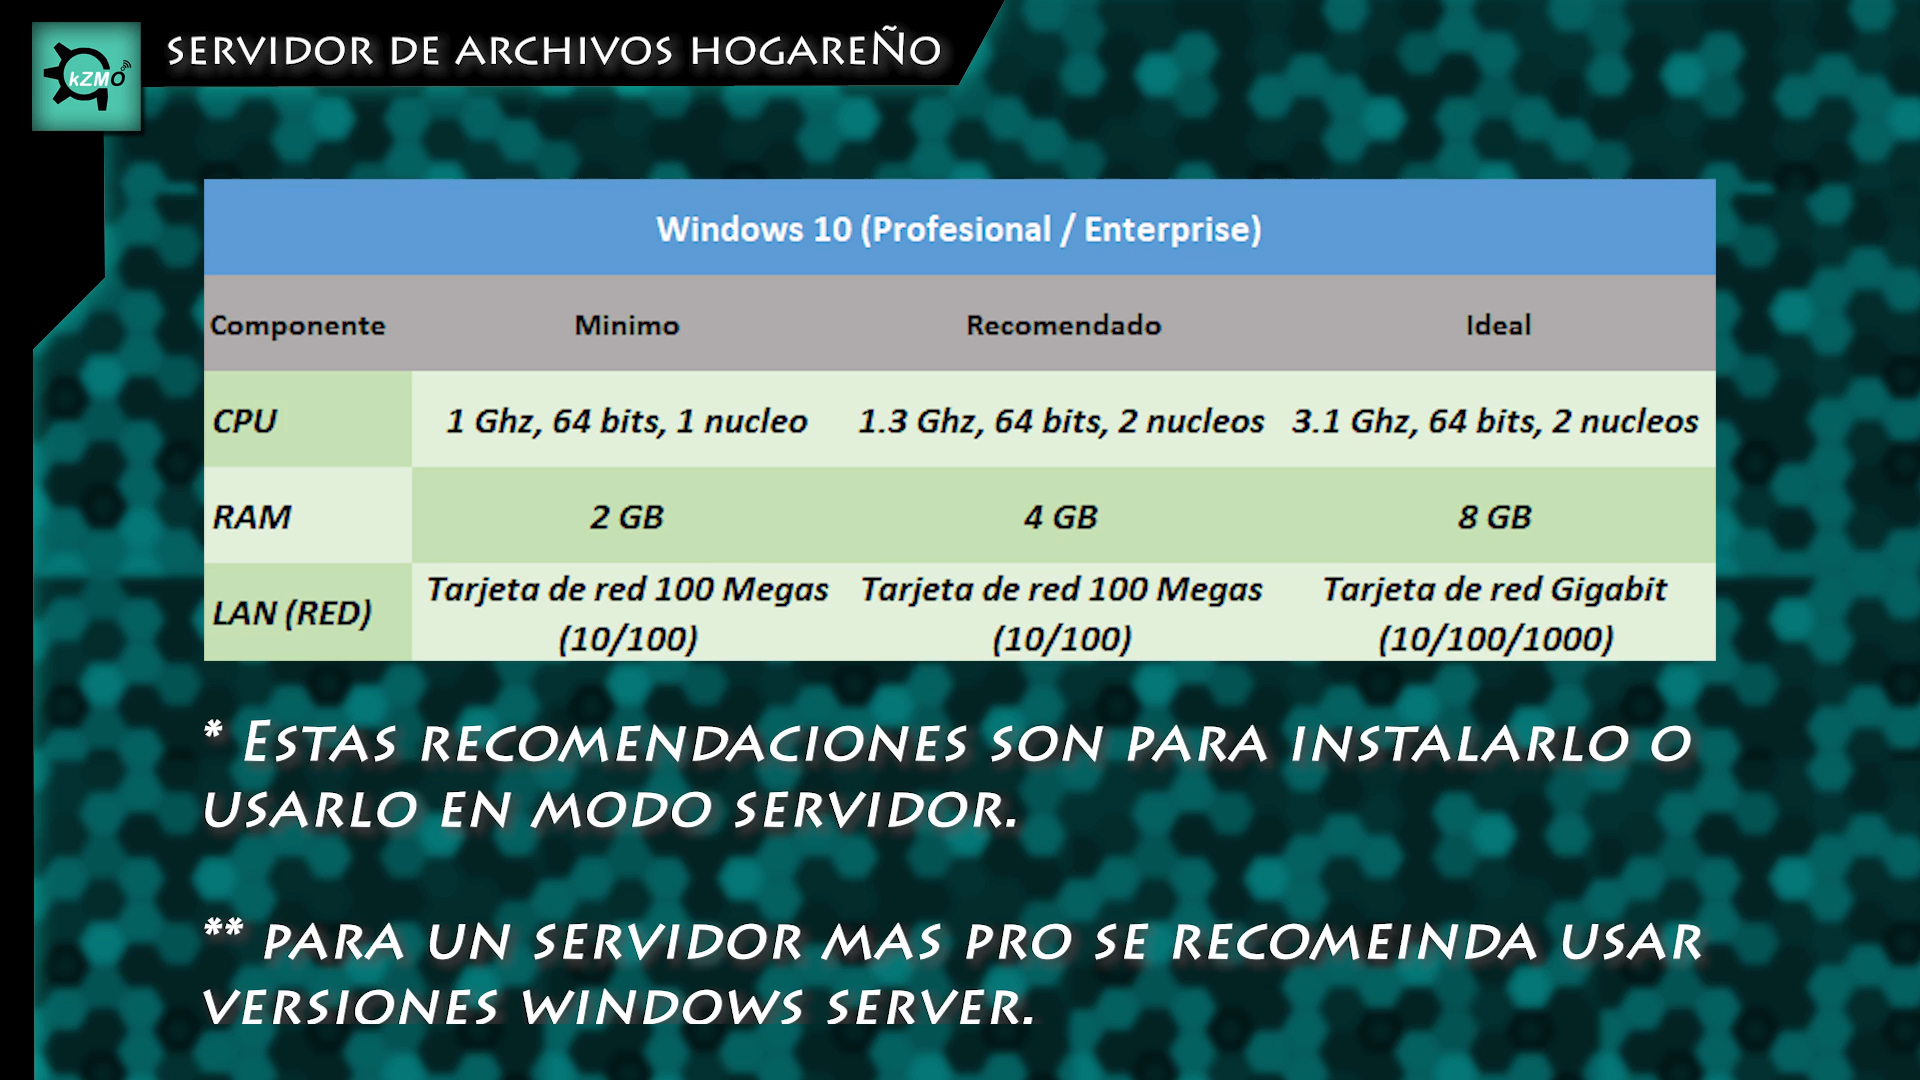 SERVIDOR DE ARCHIVOS HOGAREÑO
kZMO
Windows 10 (Profesional / Enterprise)
Componente Minimo Recomendado Ideal
CPU 1 Ghz, 64 bits, 1 nucleo 1.3 Ghz, 64 bits, 2 nucleos 3.1 Ghz, 64 bits, 2 nucleos
RAM 2 GB 4 GB 8 GB
LAN (RED) Tarjeta de red 100 Megas (10/100) Tarjeta de red 100 Megas (10/100) Tarjeta de red Gigabit (10/100/1000)
* ESTAS RECOMENDACIONES SON PARA INSTALARLO O
USARLO EN MODO SERVIDOR.
** PARA UN SERVIDOR MAS PRO SE RECOMEINDA USAR
VERSIONES WINDOWS SERVER.